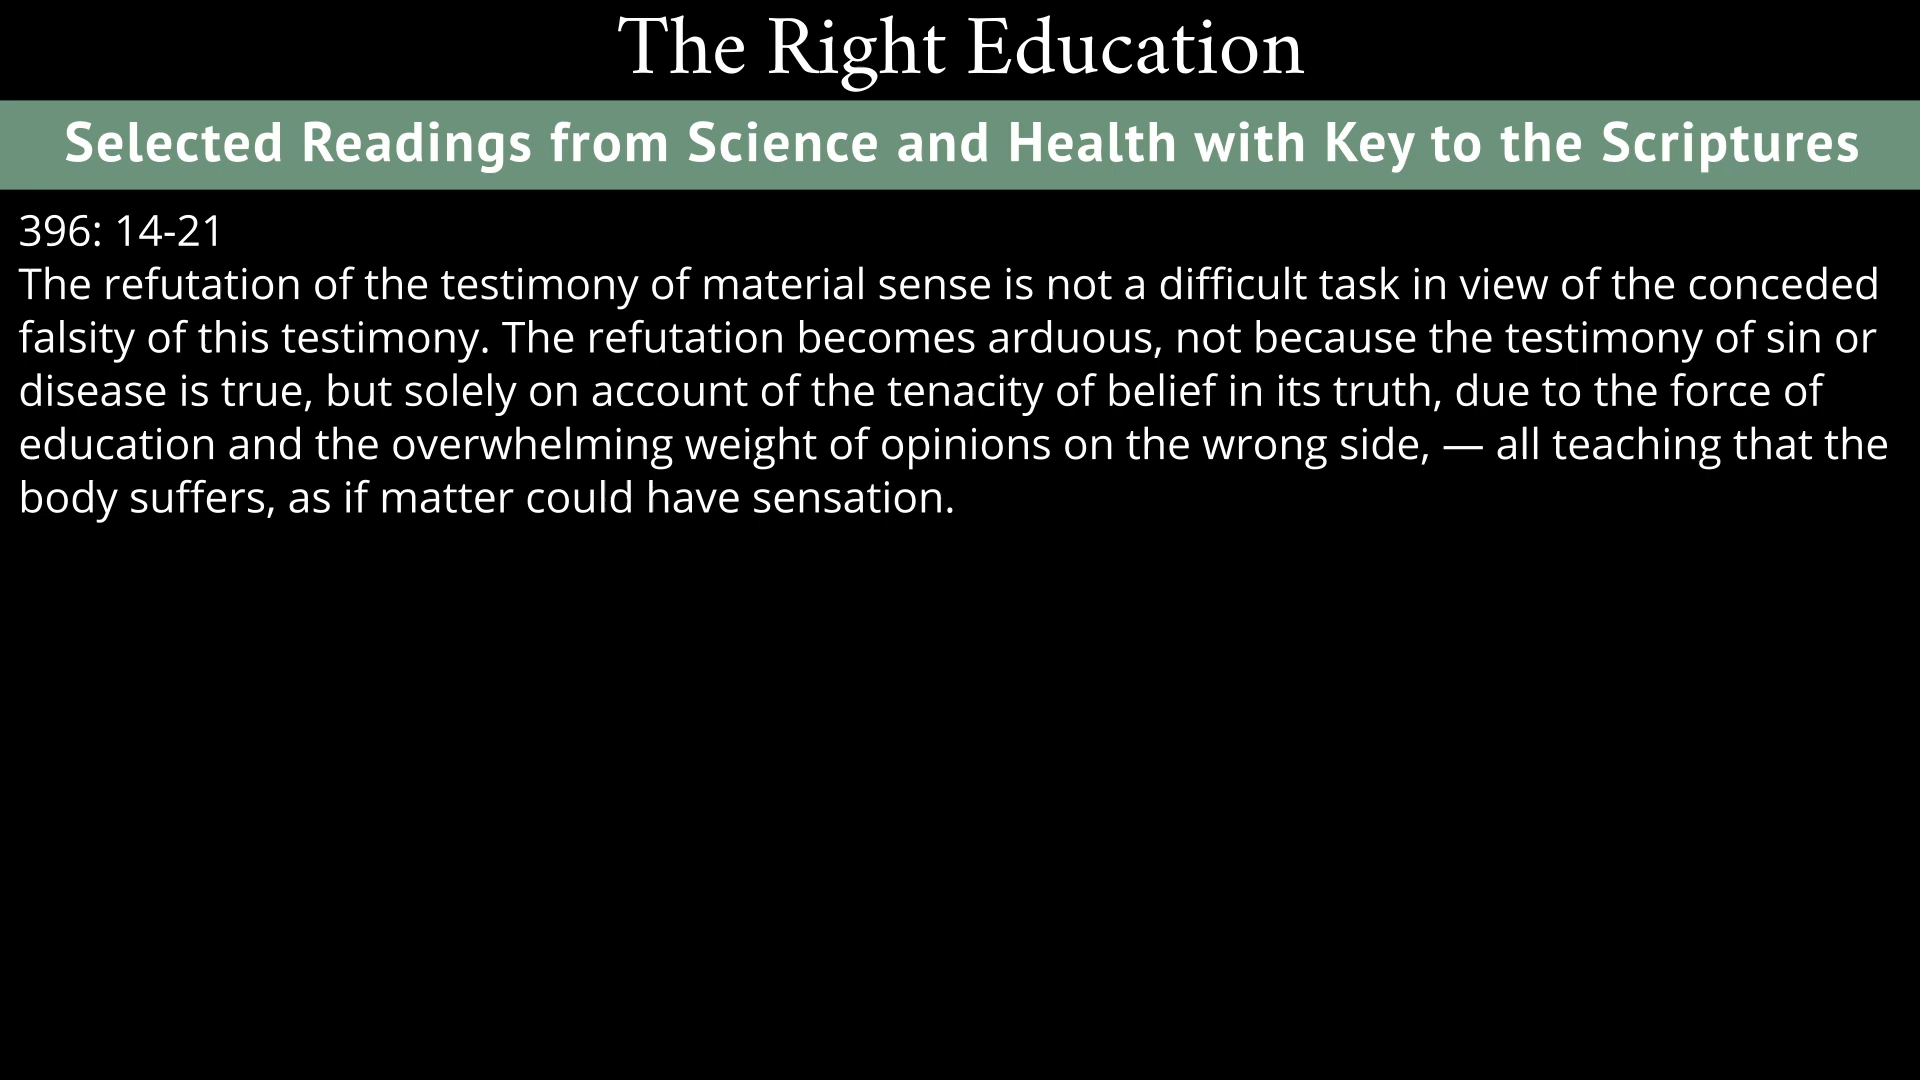 The Right Education
Selected Readings from Science and Health with Key to the Scriptures
396: 14-21
The refutation of the testimony of material sense is not a difficult task in view of the conceded
falsity of this testimony. The refutation becomes arduous, not because the testimony of sin or
disease is true, but solely on account of the tenacity of belief in its truth, due to the force of
education and the overwhelming weight of opinions on the wrong side, — all teaching that the
body suffers, as if matter could have sensation.